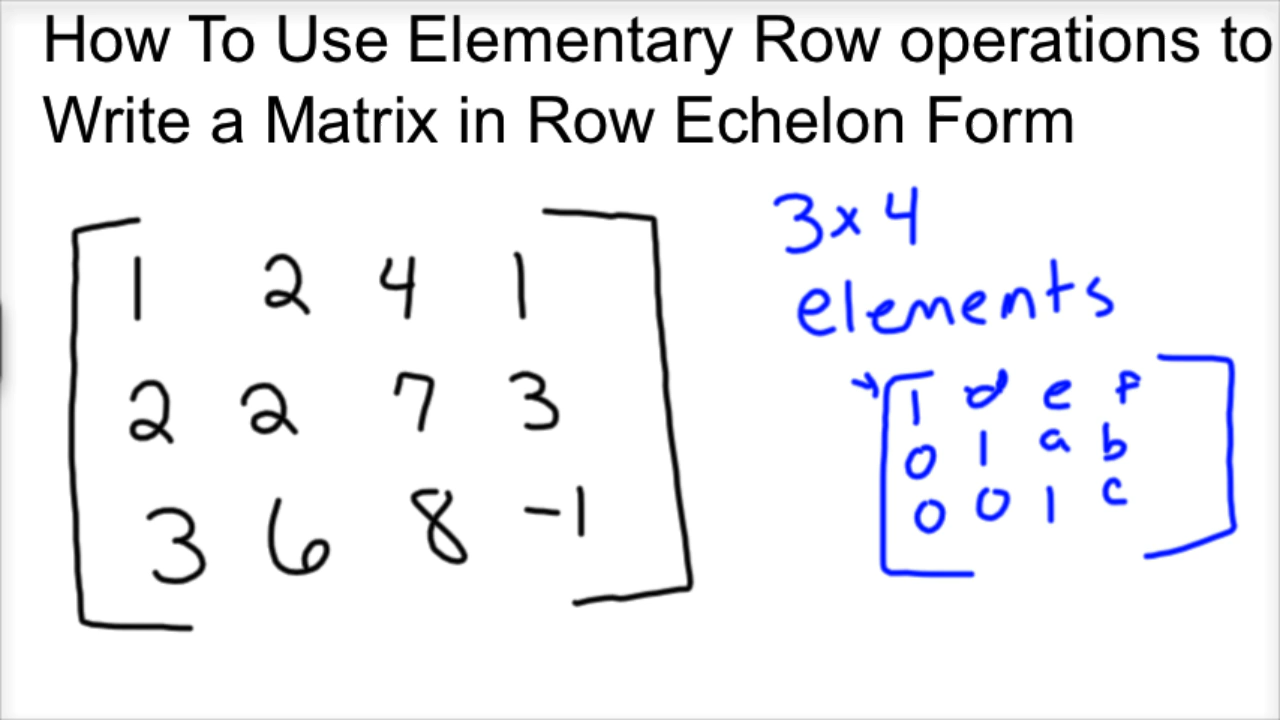 How To Use Elementary Row operations to
Write a Matrix in Row Echelon Form
3x4
elements
1 2 4 1
2 2 7 3
3 6 8 -1
1 d e f
0 1 a b
0 0 1 c